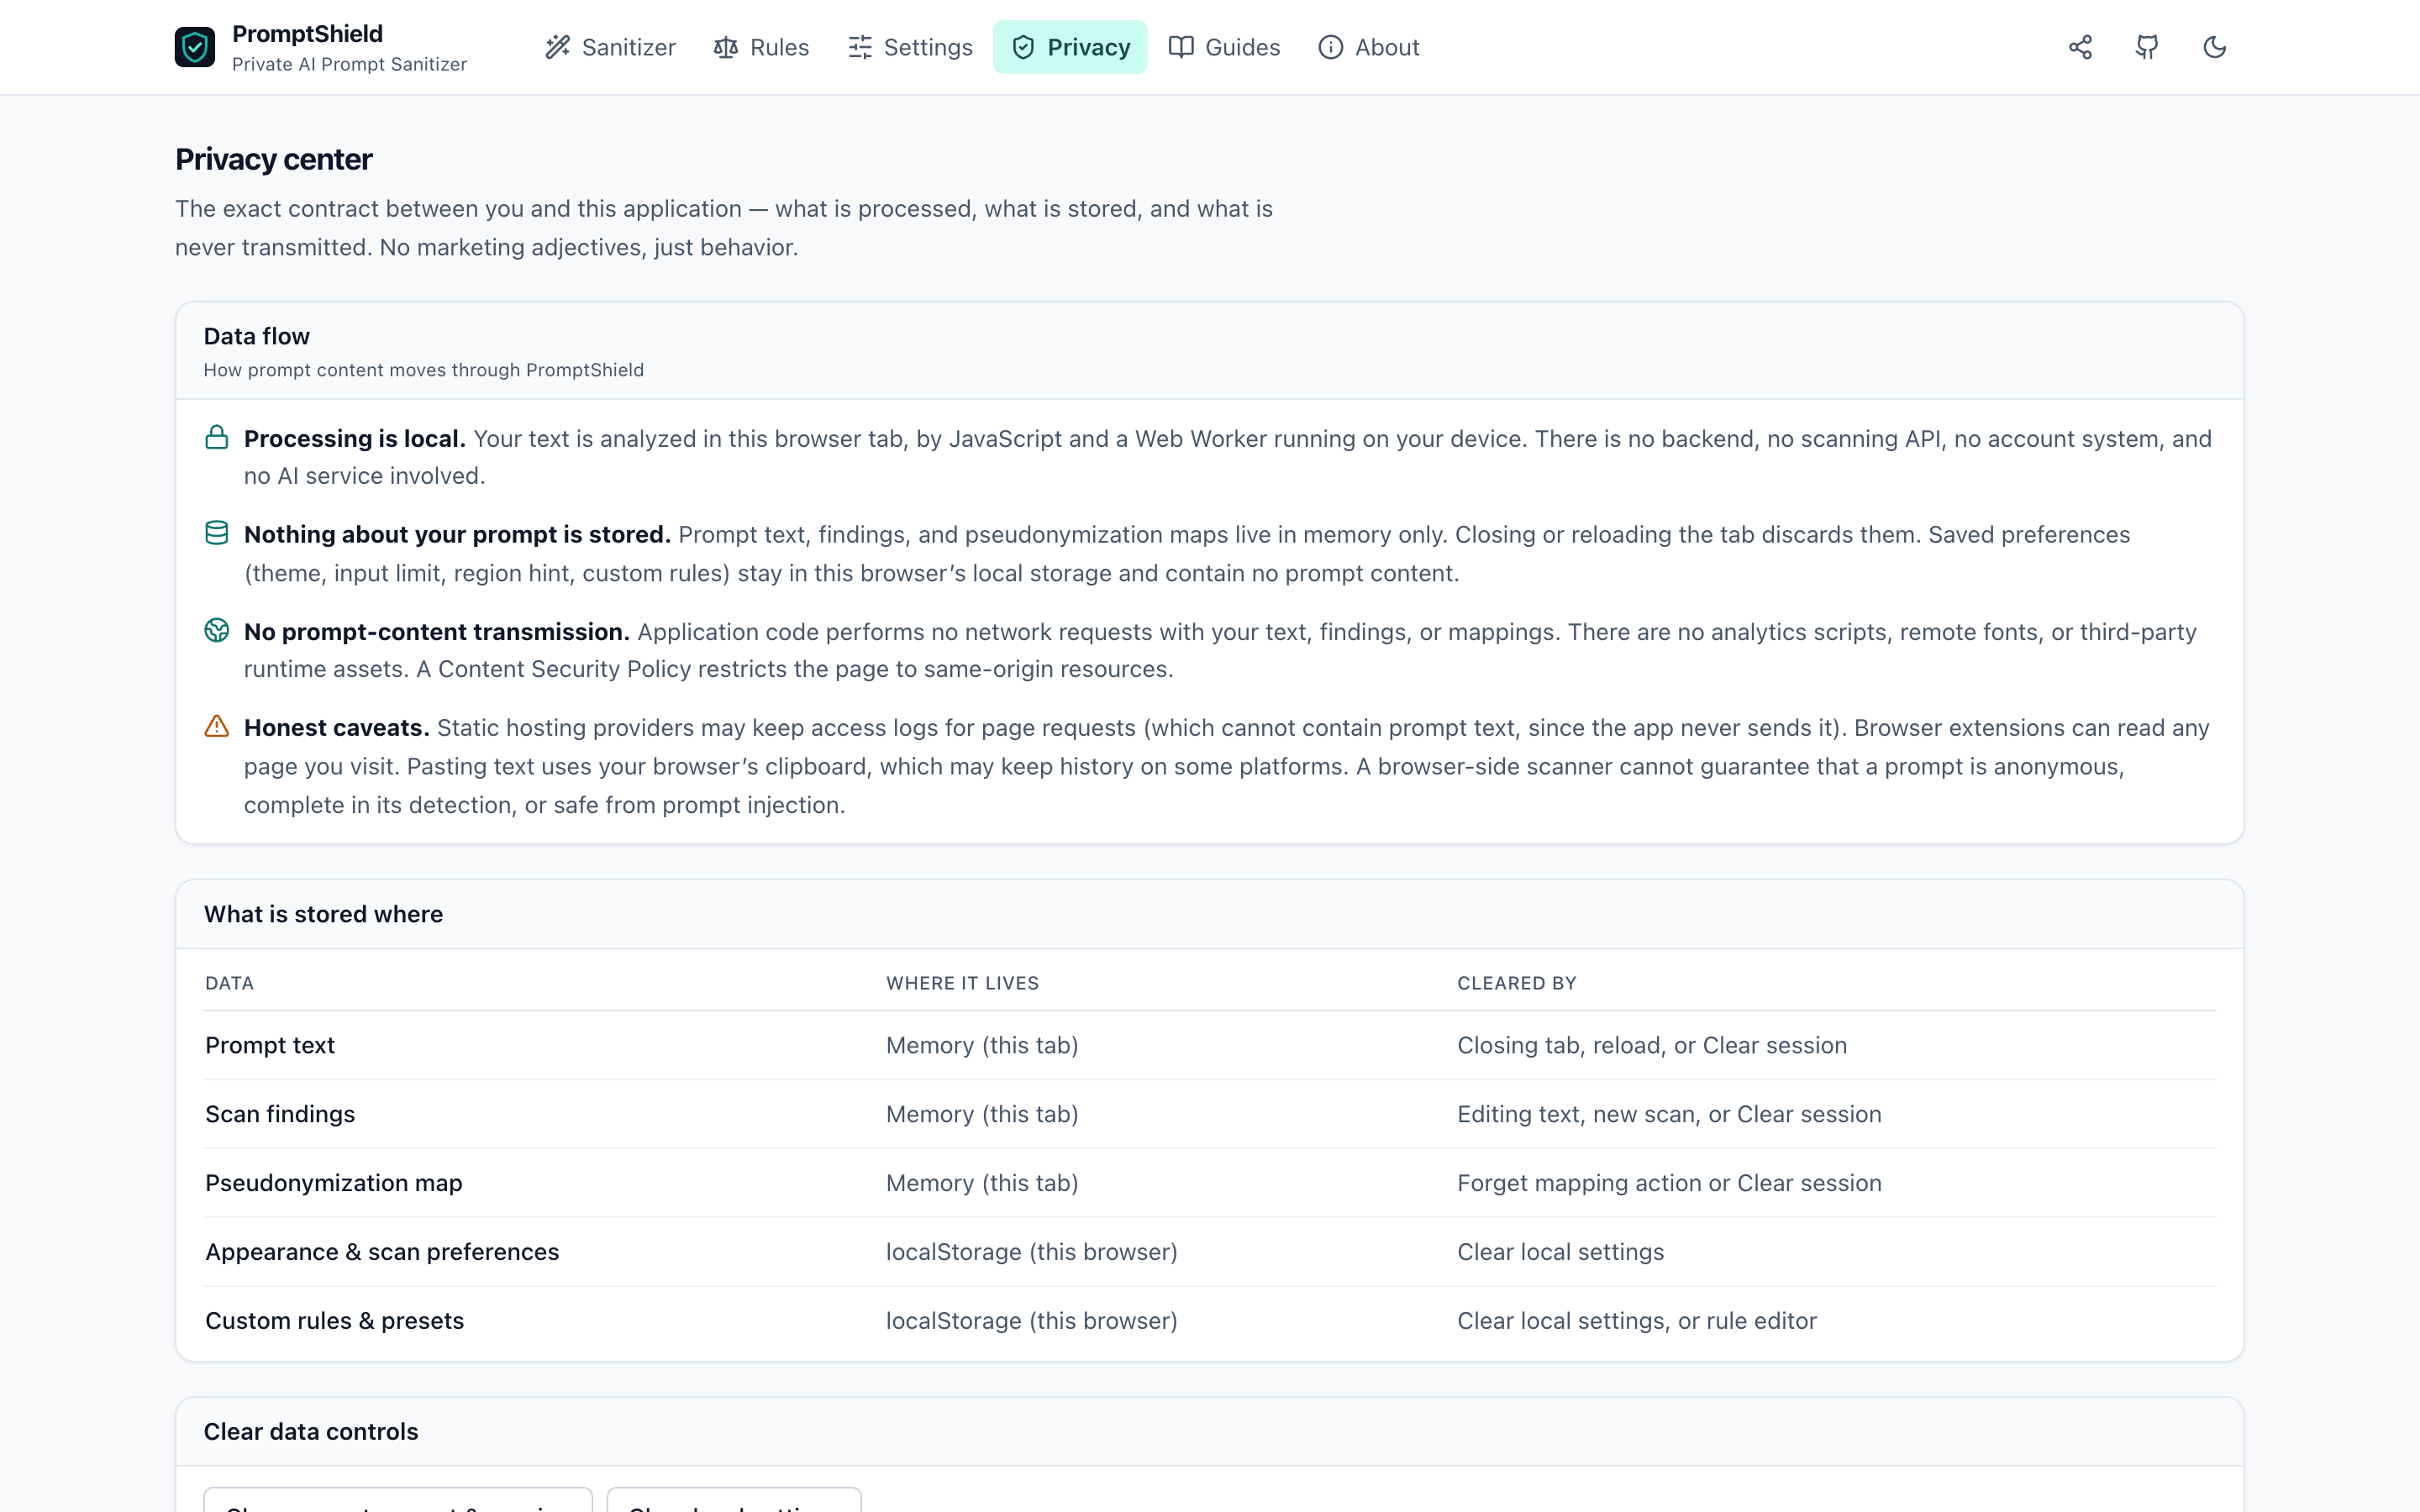 PromptShield
Private AI Prompt Sanitizer
Sanitizer
Rules
Settings
Privacy
Guides
About
Privacy center
The exact contract between you and this application — what is processed, what is stored, and what is
never transmitted. No marketing adjectives, just behavior.
Data flow
How prompt content moves through PromptShield
Processing is local. Your text is analyzed in this browser tab, by JavaScript and a Web Worker running on your device. There is no backend, no scanning API, no account system, and
no AI service involved.
Nothing about your prompt is stored. Prompt text, findings, and pseudonymization maps live in memory only. Closing or reloading the tab discards them. Saved preferences
(theme, input limit, region hint, custom rules) stay in this browser’s local storage and contain no prompt content.
No prompt-content transmission. Application code performs no network requests with your text, findings, or mappings. There are no analytics scripts, remote fonts, or third-party
runtime assets. A Content Security Policy restricts the page to same-origin resources.
Honest caveats. Static hosting providers may keep access logs for page requests (which cannot contain prompt text, since the app never sends it). Browser extensions can read any
page you visit. Pasting text uses your browser’s clipboard, which may keep history on some platforms. A browser-side scanner cannot guarantee that a prompt is anonymous,
complete in its detection, or safe from prompt injection.
What is stored where
DATA WHERE IT LIVES CLEARED BY
Prompt text Memory (this tab) Closing tab, reload, or Clear session
Scan findings Memory (this tab) Editing text, new scan, or Clear session
Pseudonymization map Memory (this tab) Forget mapping action or Clear session
Appearance & scan preferences localStorage (this browser) Clear local settings
Custom rules & presets localStorage (this browser) Clear local settings, or rule editor
Clear data controls